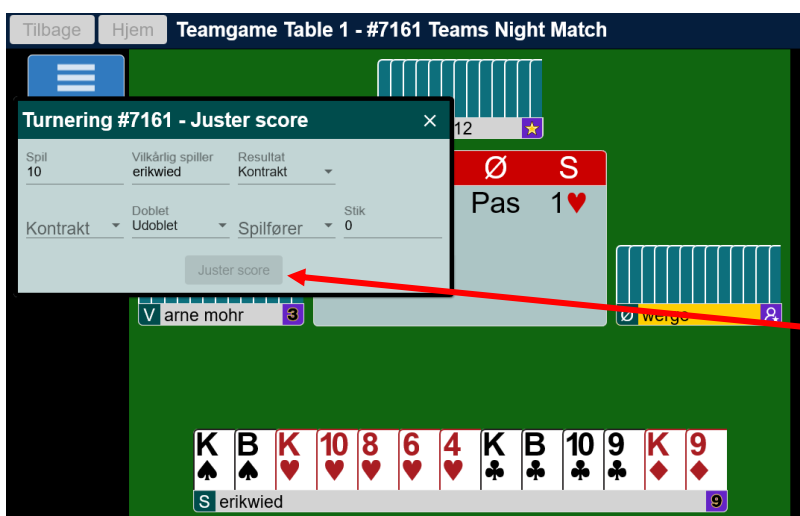 Tilbage Hjem Teamgame Table 1 - #7161 Teams Night Match
Turnering #7161 - Juster score ×
12
Spil Vilkårlig spiller Resultat
10 erikwied Kontrakt
Ø S
Pas 1♥
Doblet Stik
Kontrakt Udoblet Spilfører 0
Juster score
V arne mohr 3
Ø
K B K 10 8 6 4 K B 10 9 K 9
♠ ♠ ♥ ♥ ♥ ♥ ♥ ♣ ♣ ♣ ♣ ♦ ♦
S erikwied 9